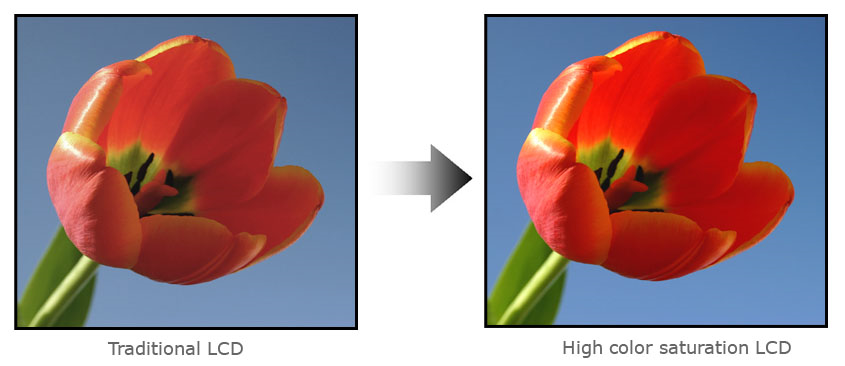 Traditional LCD
High color saturation LCD